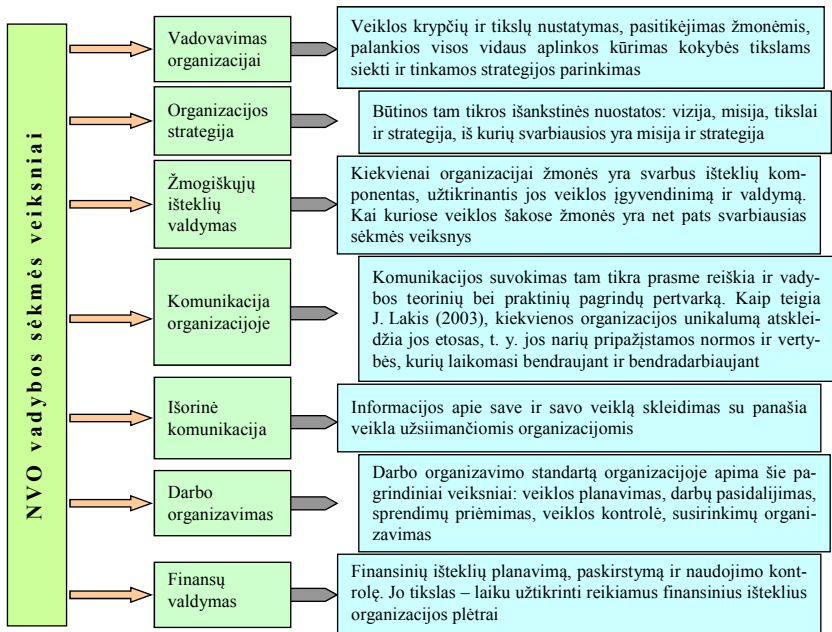 NVO vadybos sėkmės veiksniai
Vadovavimas
organizacijai
Veiklos krypčių ir tikslų nustatymas, pasitikėjimas žmonėmis,
palankios visos vidaus aplinkos kūrimas kokybės tikslams
siekti ir tinkamos strategijos parinkimas
Organizacijos
strategija
Būtinos tam tikros išankstinės nuostatos: vizija, misija, tikslai
ir strategija, iš kurių svarbiausios yra misija ir strategija
Žmogiškųjų
išteklių
valdymas
Kiekvienai organizacijai žmonės yra svarbus išteklių kom-
ponentas, užtikrinantis jos veiklos įgyvendinimą ir valdymą.
Kai kuriose veiklos šakose žmonės yra net pats svarbiausias
sėkmės veiksnys
Komunikacija
organizacijoje
Komunikacijos suvokimas tam tikra prasme reiškia ir vady-
bos teorinių bei praktinių pagrindų pertvarką. Kaip teigia
J. Lakis (2003), kiekvienos organizacijos unikalumą atsklei-
džia jos etosas, t. y. jos narių pripažįstamos normos ir verty-
bės, kurių laikomasi bendraujant ir bendradarbiaujant
Išorinė
komunikacija
Informacijos apie save ir savo veiklą skleidimas su panašia
veikla užsiimančiomis organizacijomis
Darbo
organizavimas
Darbo organizavimo standartą organizacijoje apima šie pa-
grindiniai veiksniai: veiklos planavimas, darbų pasidalijimas,
sprendimų priėmimas, veiklos kontrolė, susirinkimų organi-
zavimas
Finansų
valdymas
Finansinių išteklių planavimą, paskirstymą ir naudojimo kont-
rolę. Jo tikslas – laiku užtikrinti reikiamus finansinius išteklius
organizacijos plėtrai